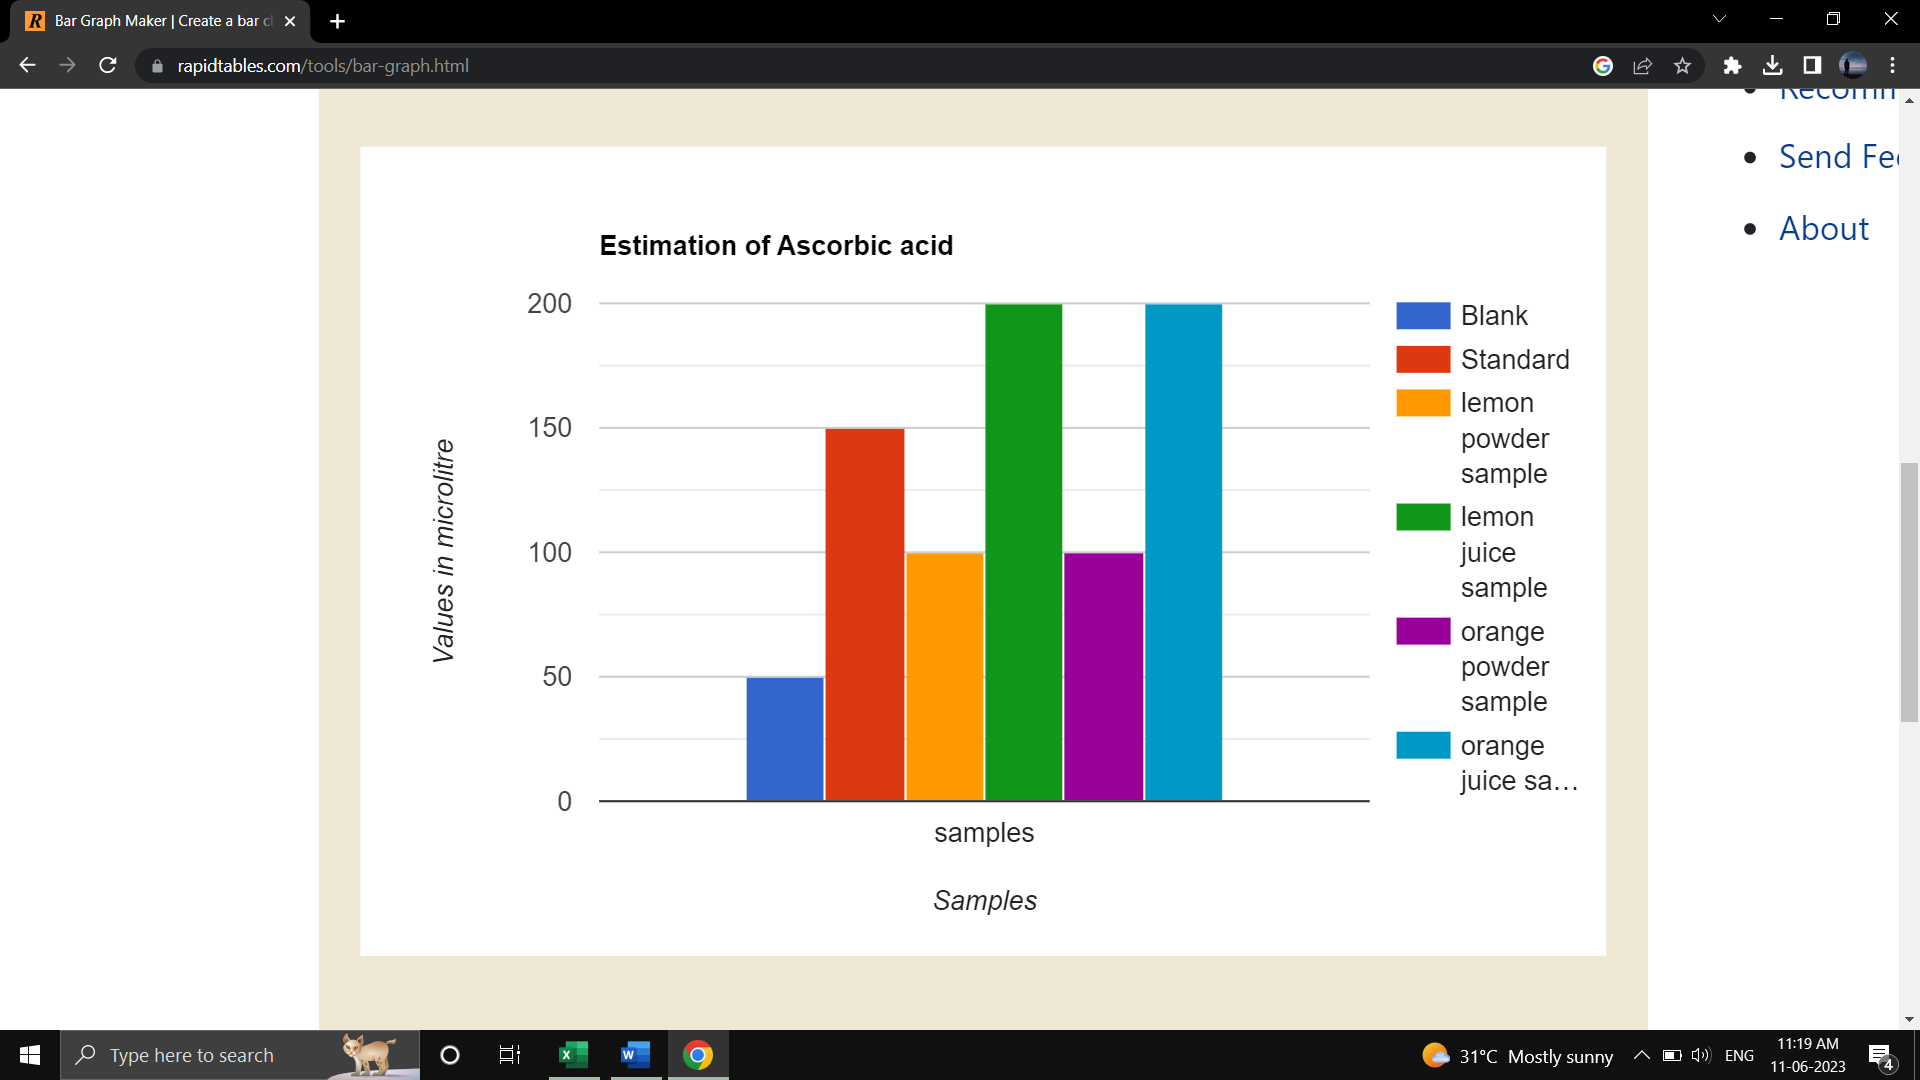 Bar Graph Maker | Create a bar c
rapidtables.com/tools/bar-graph.html
Send Fe
About
Estimation of Ascorbic acid
200
150
100
50
0
Values in microlitre
samples
Samples
Blank
Standard
lemon
powder
sample
lemon
juice
sample
orange
powder
sample
orange
juice sa...
Type here to search
31°C Mostly sunny
ENG
11:19 AM
11-06-2023
4